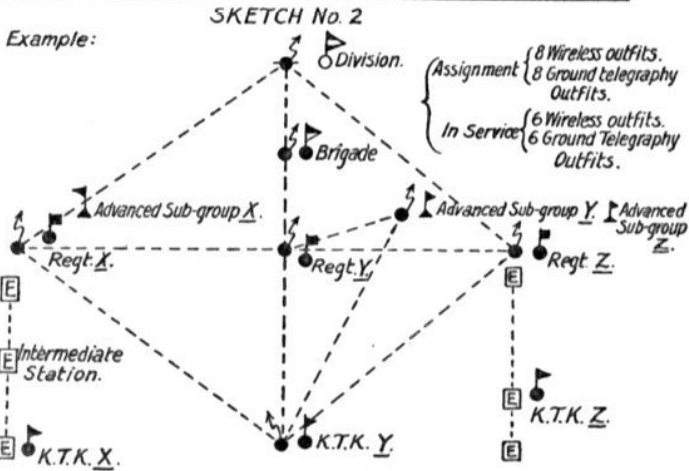 SKETCH No. 2
Example:
Division.
Assignment { 8 Wireless outfits.
8 Ground telegraphy
Outfits.
In Service { 6 Wireless outfits.
6 Ground Telegraphy
Outfits.
Brigade
Advanced Sub-group X.
Advanced Sub-group Y.
Advanced
Sub-group
Z.
Regt. X.
Regt. Y.
Regt. Z.
E
E
E
Intermediate
Station.
E
E
E
K.T.K. X.
K.T.K. Y.
K.T.K. Z.